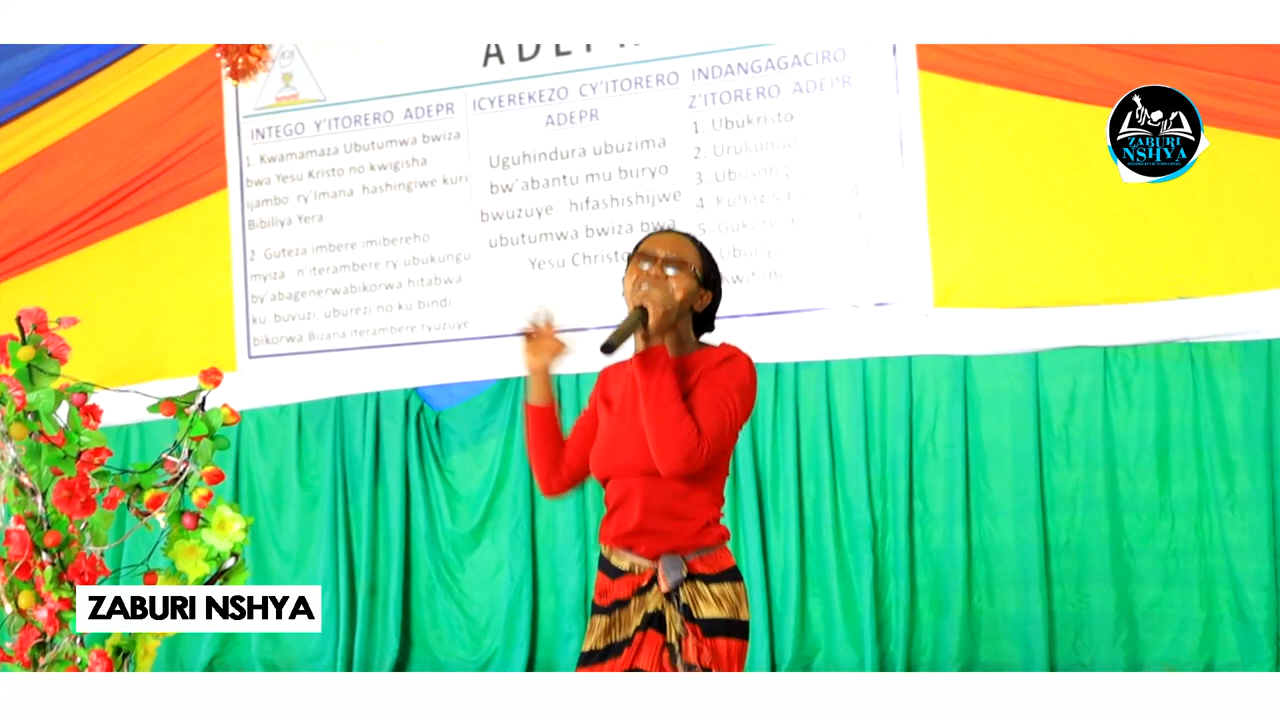 ADEPR
INTEGO Y'ITORERO ADEPR
1. Kwamamaza Ubutumwa bwiza
bwa Yesu Kristo no kwigisha
ijambo ry'Imana hashingiwe kuri
Bibiliya Yera
2. Guteza imbere imibereho
myiza n'iterambere ry'ubukungu
by'abagenerwabikorwa hitabwa
ku buvuzi, uburezi no ku bindi
bikorwa Bizana iterambere ryuzuye
ICYEREKEZO CY'ITORERO
ADEPR
Uguhindura ubuzima
bw'abantu mu buryo
bwuzuye hifashishijwe
ubutumwa bwiza bwa
Yesu Christo
INDANGAGACIRO
Z'ITORERO ADEPR
1. Ubukristo
2. Urukundo
3.
4.
5.
ZABURI
NSHYA
ZABURI NSHYA